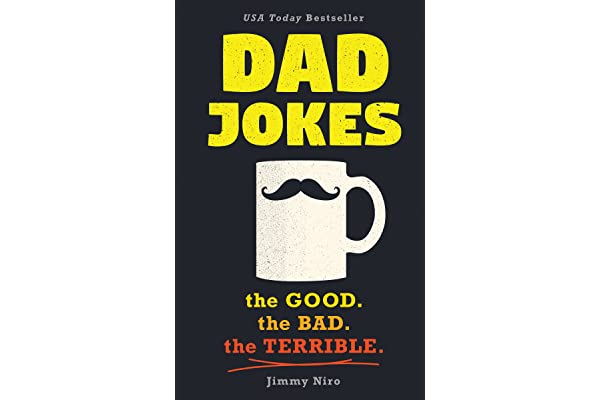 USA Today Bestseller
DAD
JOKES
the GOOD.
the BAD.
the TERRIBLE.
Jimmy Niro